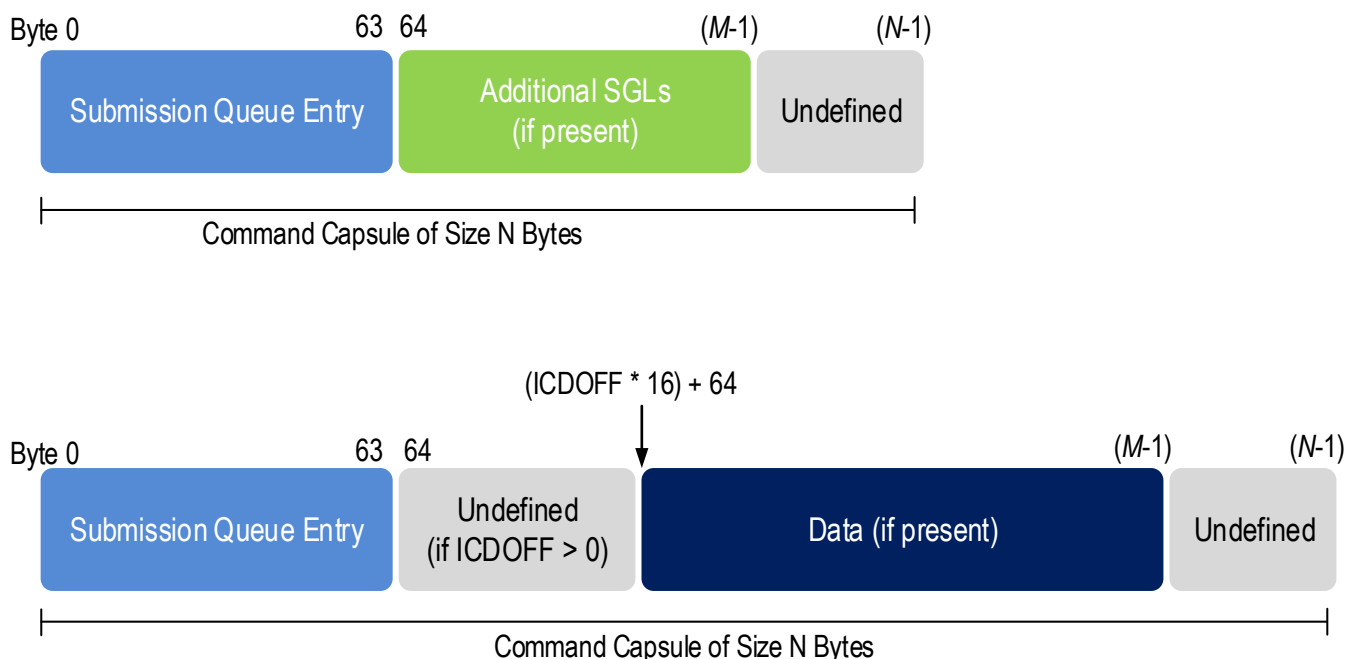 Byte 0 63 64 (M-1) (N-1)
Submission Queue Entry
Additional SGLs
(if present)
Undefined
Command Capsule of Size N Bytes
(ICDOFF * 16) + 64
Byte 0 63 64 (M-1) (N-1)
Submission Queue Entry
Undefined
(if ICDOFF > 0)
Data (if present)
Undefined
Command Capsule of Size N Bytes